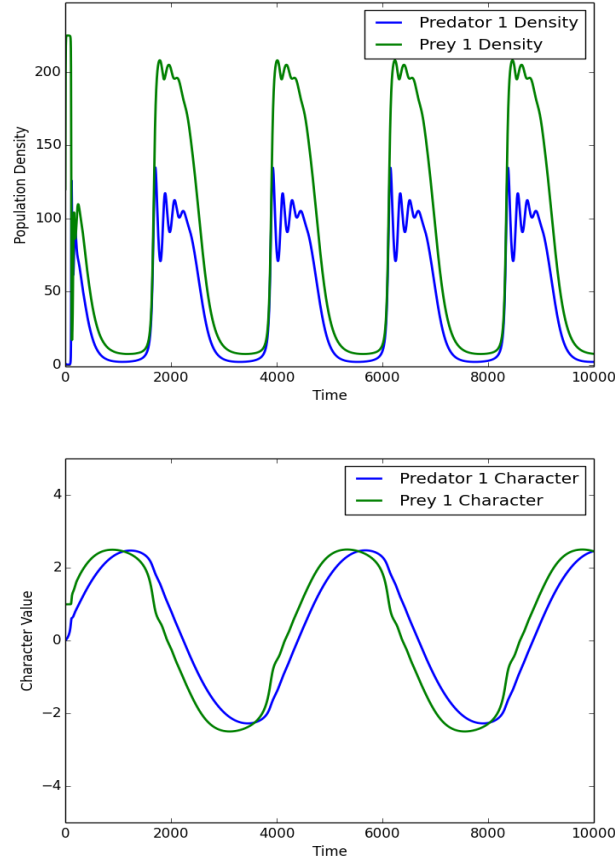 Predator 1 Density
Prey 1 Density
Population Density
200
150
100
50
0
0
2000
4000
6000
8000
10000
Time
Predator 1 Character
Prey 1 Character
Character Value
4
2
0
−2
−4
0
2000
4000
6000
8000
10000
Time